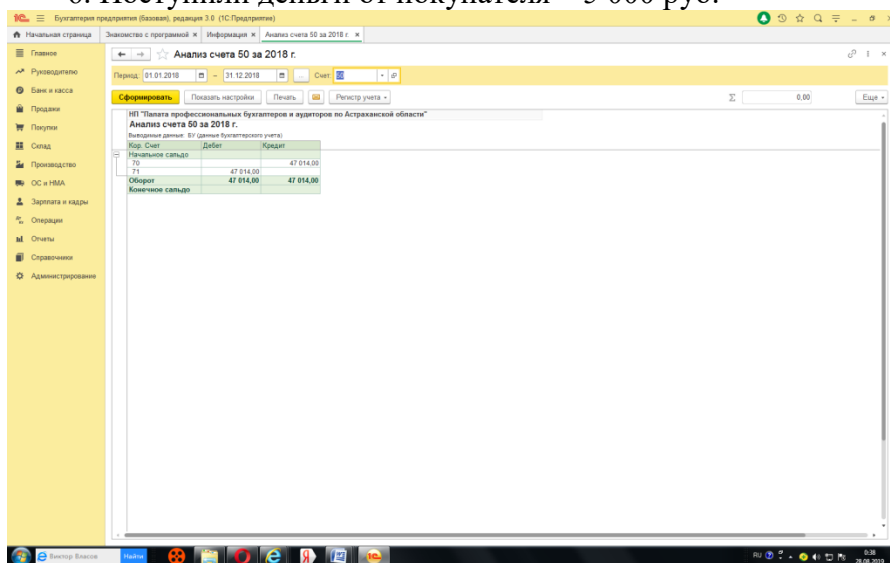 6. Поступили деньги от покупателя – 5 000 руб.
Бухгалтерия предприятия (базовая), редакция 3.0 (1С:Предприятие)
Начальная страница Знакомство с программой × Информация × Анализ счета 50 за 2018 г. ×
Главное
Руководителю
Банк и касса
Продажи
Покупки
Склад
Производство
ОС и НМА
Зарплата и кадры
Операции
Отчеты
Справочники
Администрирование
Анализ счета 50 за 2018 г.
Период: 01.01.2018 – 31.12.2018 ... Счет: 50
Сформировать Показать настройки Печать Регистр учета Σ 0,00 Еще
НП "Палата профессиональных бухгалтеров и аудиторов по Астраханской области"
Анализ счета 50 за 2018 г.
Выводимые данные: БУ (данные бухгалтерского учета)
Кор. Счет Дебет Кредит
Начальное сальдо
70 47 014,00
71 47 014,00
Оборот 47 014,00 47 014,00
Конечное сальдо
Виктор Власов Найти RU 0:38
28.08.2019